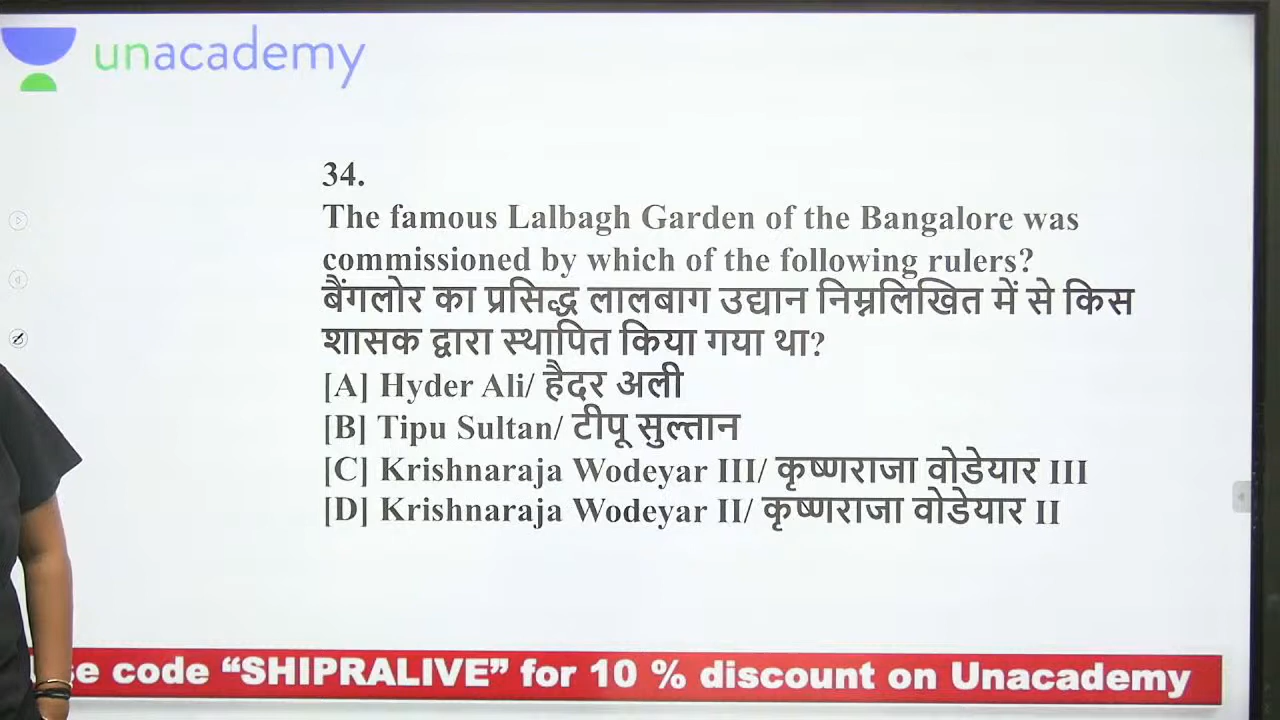 unacademy
34.
The famous Lalbagh Garden of the Bangalore was
commissioned by which of the following rulers?
बैंगलोर का प्रसिद्ध लालबाग उद्यान निम्नलिखित में से किस
शासक द्वारा स्थापित किया गया था?
[A] Hyder Ali/ हैदर अली
[B] Tipu Sultan/ टीपू सुल्तान
[C] Krishnaraja Wodeyar III/ कृष्णराजा वोडेयार III
[D] Krishnaraja Wodeyar II/ कृष्णराजा वोडेयार II
code “SHIPRALIVE” for 10 % discount on Unacademy